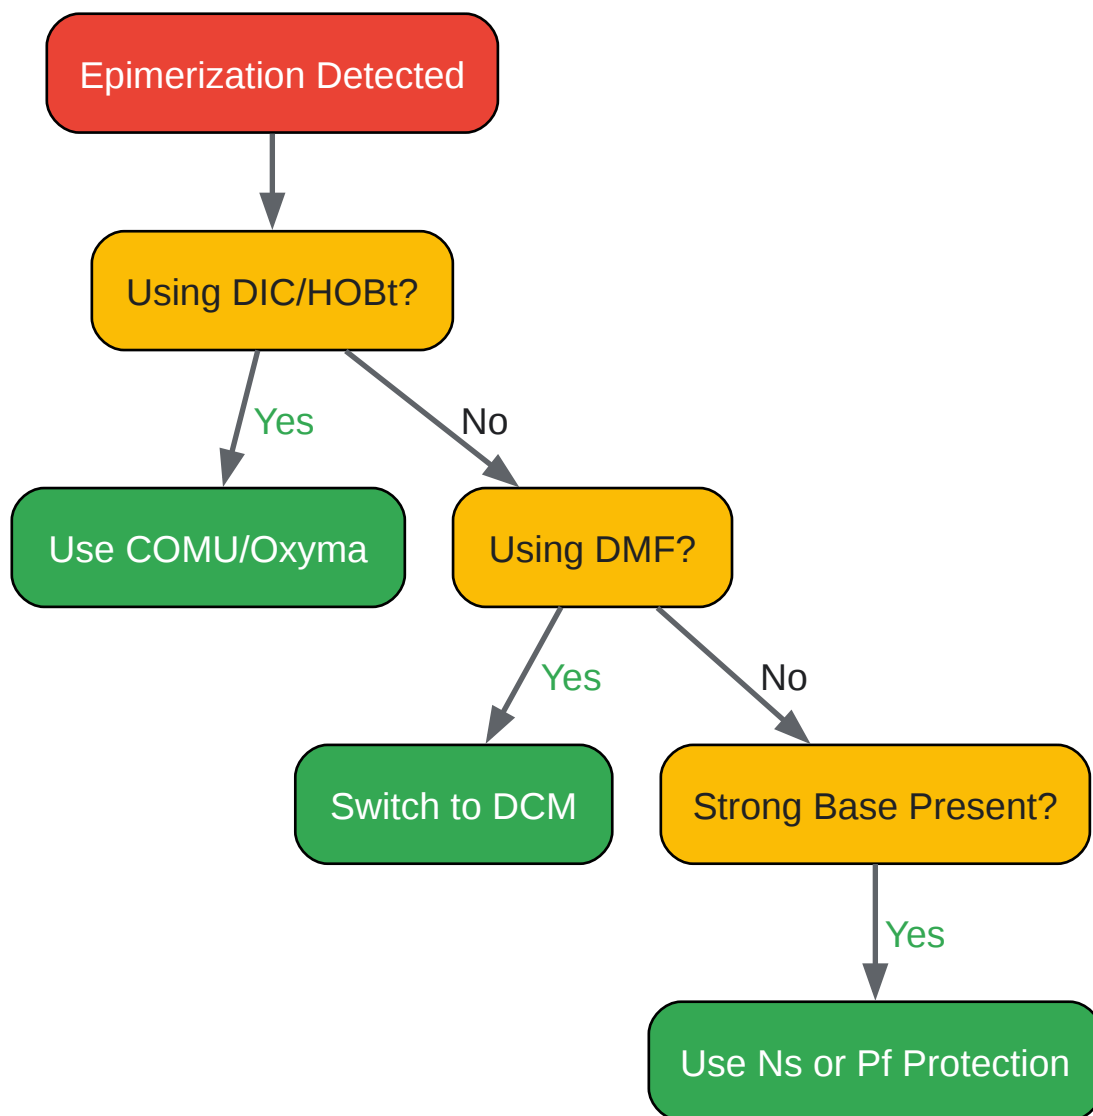 Epimerization Detected
Using DIC/HOBt?
Yes
No
Use COMU/Oxyma
Using DMF?
Yes
No
Switch to DCM
Strong Base Present?
Yes
Use Ns or Pf Protection